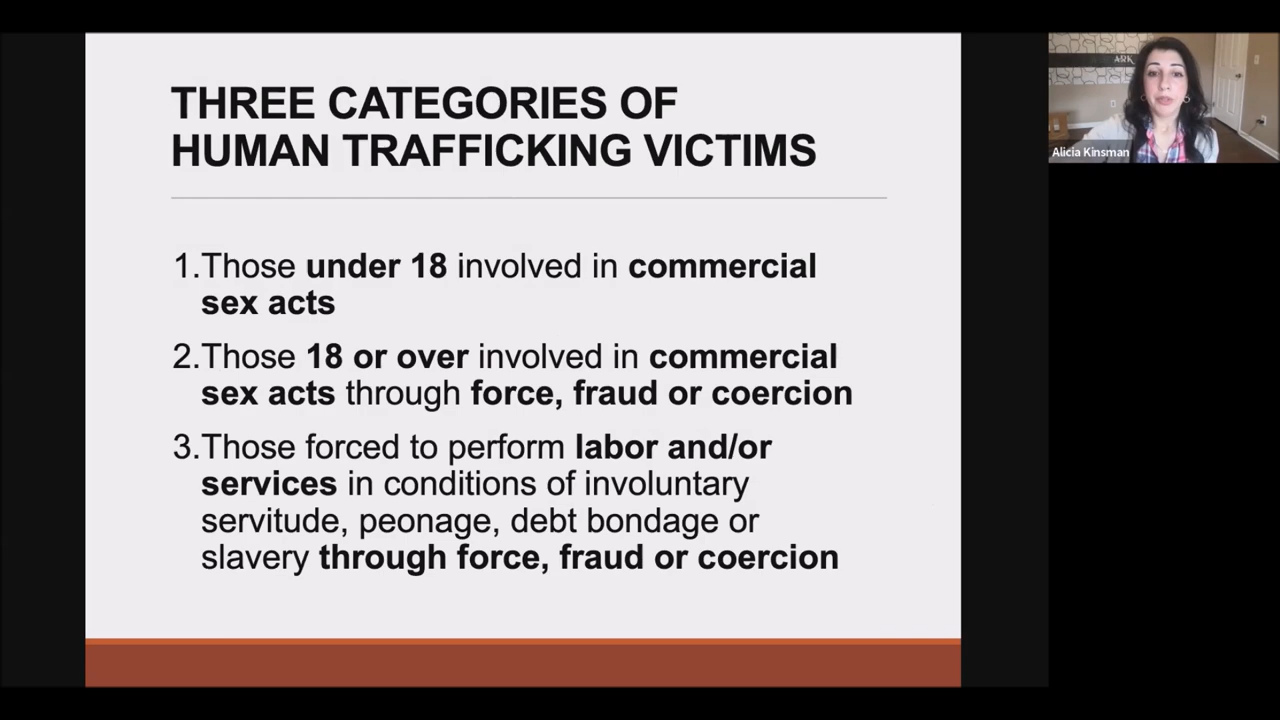 THREE CATEGORIES OF
HUMAN TRAFFICKING VICTIMS
1.Those under 18 involved in commercial
sex acts
2.Those 18 or over involved in commercial
sex acts through force, fraud or coercion
3.Those forced to perform labor and/or
services in conditions of involuntary
servitude, peonage, debt bondage or
slavery through force, fraud or coercion
ARK
Alicia Kinsman